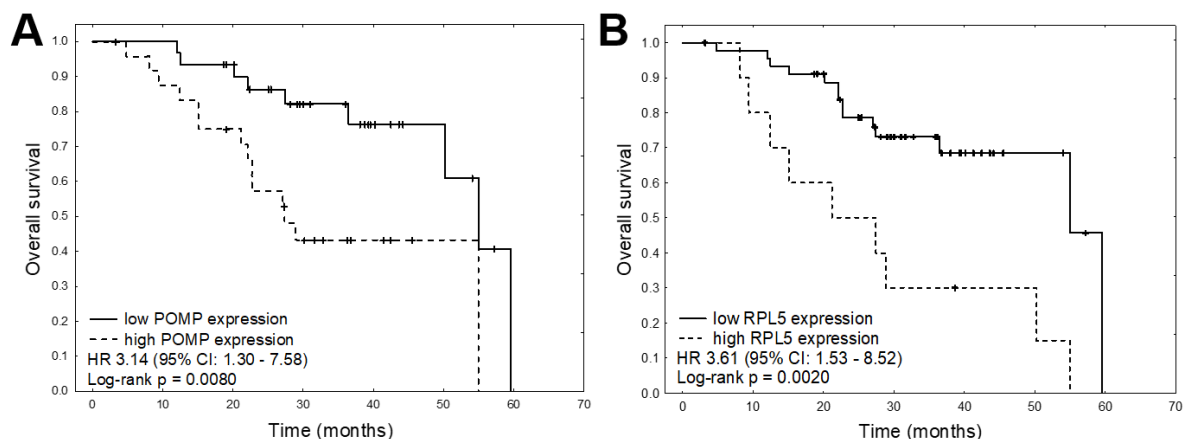 A
1.0
0.9
0.8
0.7
0.6
0.5
0.4
0.3
0.2
0.1
0.0
Overall survival
low POMP expression
high POMP expression
HR 3.14 (95% CI: 1.30 - 7.58)
Log-rank p = 0.0080
0 10 20 30 40 50 60 70
Time (months)
B
1.0
0.9
0.8
0.7
0.6
0.5
0.4
0.3
0.2
0.1
0.0
Overall survival
low RPL5 expression
high RPL5 expression
HR 3.61 (95% CI: 1.53 - 8.52)
Log-rank p = 0.0020
0 10 20 30 40 50 60 70
Time (months)